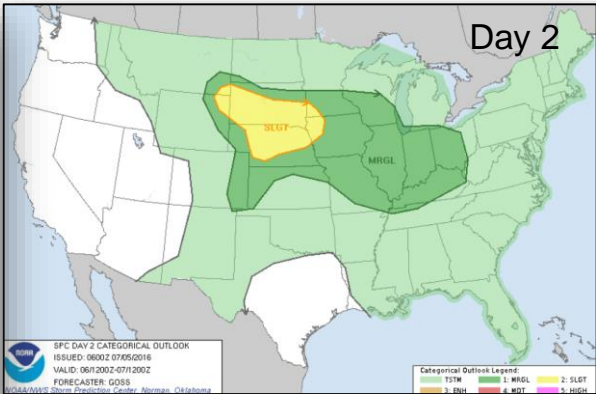 Day 2
SLGT
MRGL
NOAA
SPC DAY 2 CATEGORICAL OUTLOOK
ISSUED: 0600Z 07/05/2016
VALID: 06/1200Z-07/1200Z
FORECASTER: GOSS
NOAA/NWS Storm Prediction Center, Norman, Oklahoma
Categorical Outlook Legend:
TSTM 1: MRGL 2: SLGT
3: ENH 4: MDT 5: HIGH